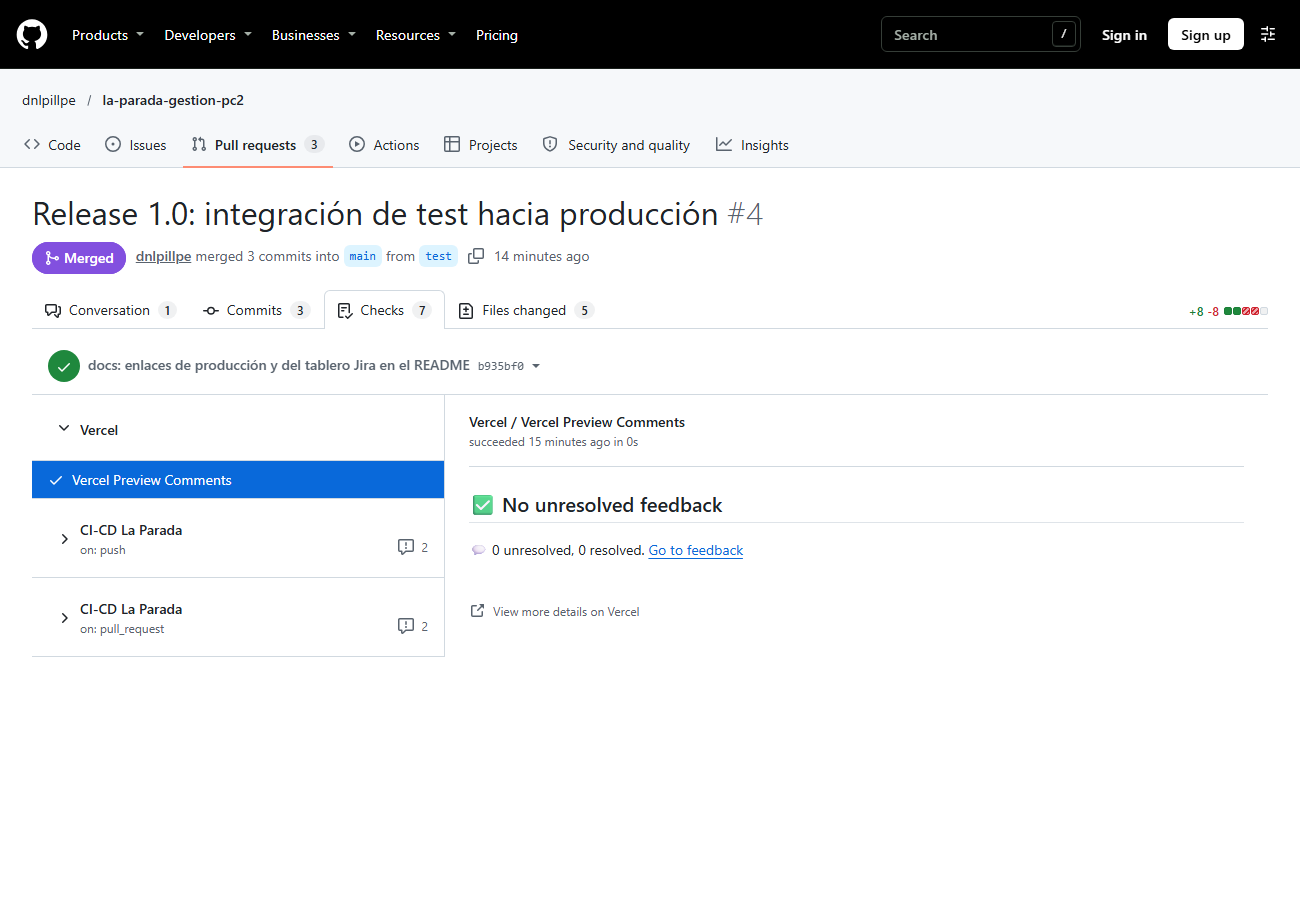 Products Developers Businesses Resources Pricing Search / Sign in Sign up
dnlpillpe / la-parada-gestion-pc2
Code Issues Pull requests 3 Actions Projects Security and quality Insights
Release 1.0: integración de test hacia producción #4
Merged dnlpillpe merged 3 commits into main from test 14 minutes ago
Conversation 1 Commits 3 Checks 7 Files changed 5 +8 -8
docs: enlaces de producción y del tablero Jira en el README b935bf0
Vercel
Vercel Preview Comments
CI-CD La Parada
on: push
2
CI-CD La Parada
on: pull_request
2
Vercel / Vercel Preview Comments
succeeded 15 minutes ago in 0s
No unresolved feedback
0 unresolved, 0 resolved. Go to feedback
View more details on Vercel